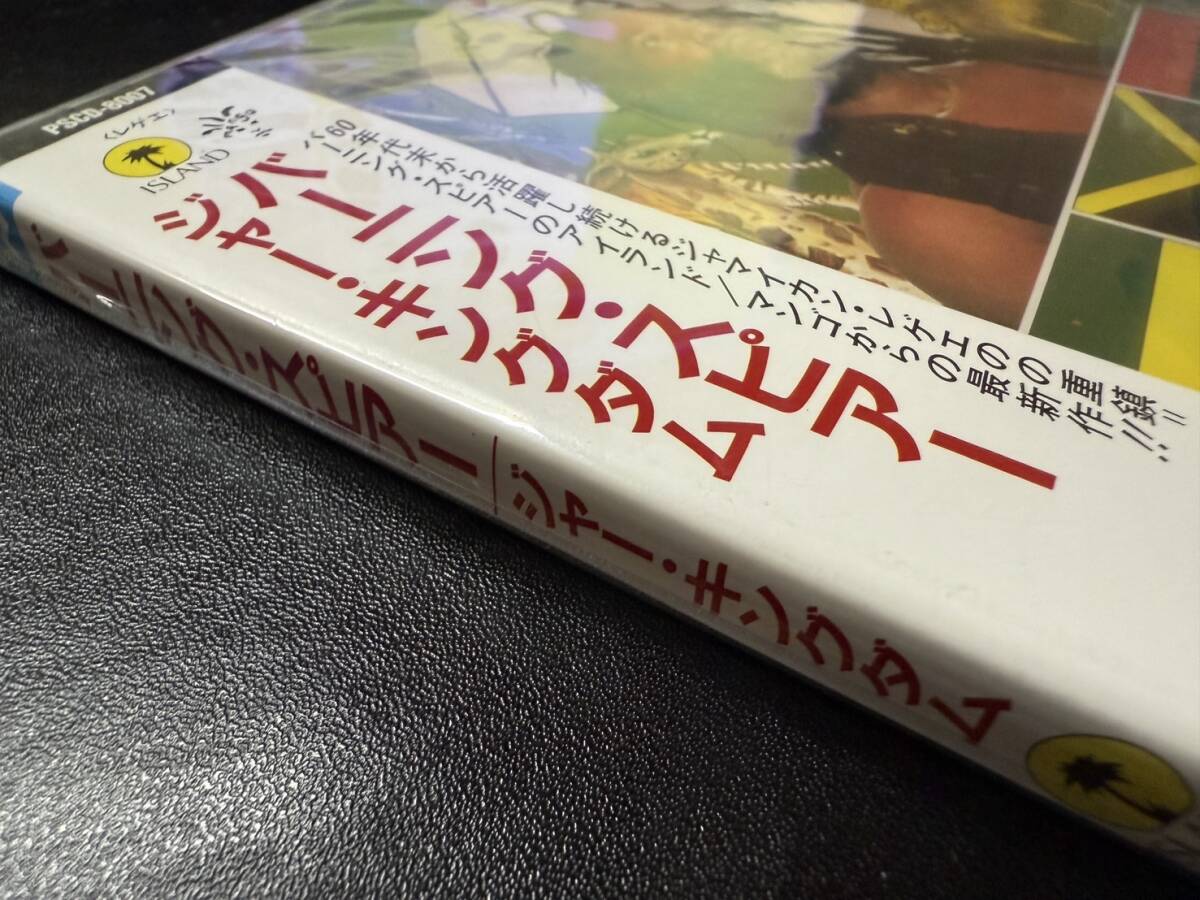 PSCD-8007
〈レゲエ〉
ISLAND
'60年代末から活躍し続けるジャマイカン・レゲエの重鎮=
バーニング・スピアーのアイランド/マンゴからの最新作!!
バーニング・スピアー
ジャー・キングダム
バーニング・スピアー/ジャー・キングダム